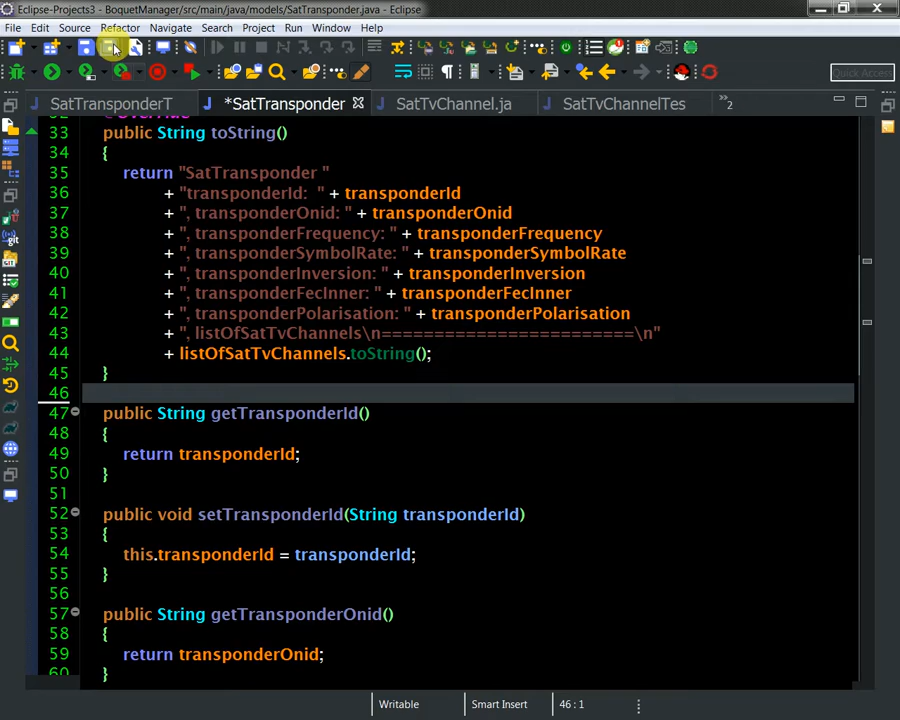 Eclipse-Projects3 - BoquetManager/src/main/java/models/SatTransponder.java - Eclipse
File Edit Source Refactor Navigate Search Project Run Window Help
Quick Access
SatTransponderT *SatTransponder SatTvChannel.ja SatTvChannelTes »2
33 public String toString()
34 {
35 return "SatTransponder "
36 + "transponderId: " + transponderId
37 + ", transponderOnid: " + transponderOnid
38 + ", transponderFrequency: " + transponderFrequency
39 + ", transponderSymbolRate: " + transponderSymbolRate
40 + ", transponderInversion: " + transponderInversion
41 + ", transponderFecInner: " + transponderFecInner
42 + ", transponderPolarisation: " + transponderPolarisation
43 + ", listOfSatTvChannels\n========================\n"
44 + listOfSatTvChannels.toString();
45 }
46
47 public String getTransponderId()
48 {
49 return transponderId;
50 }
51
52 public void setTransponderId(String transponderId)
53 {
54 this.transponderId = transponderId;
55 }
56
57 public String getTransponderOnid()
58 {
59 return transponderOnid;
60 }
Writable Smart Insert 46 : 1